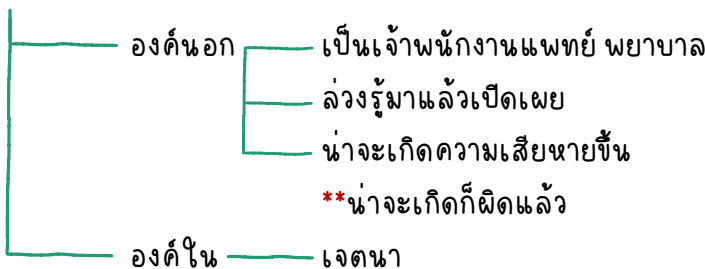 องค์นอก เป็นเจ้าพนักงานแพทย์ พยาบาล
ล่วงรู้มาแล้วเปิดเผย
น่าจะเกิดความเสียหายขึ้น
**น่าจะเกิดก็ผิดแล้ว
องค์ใน เจตนา